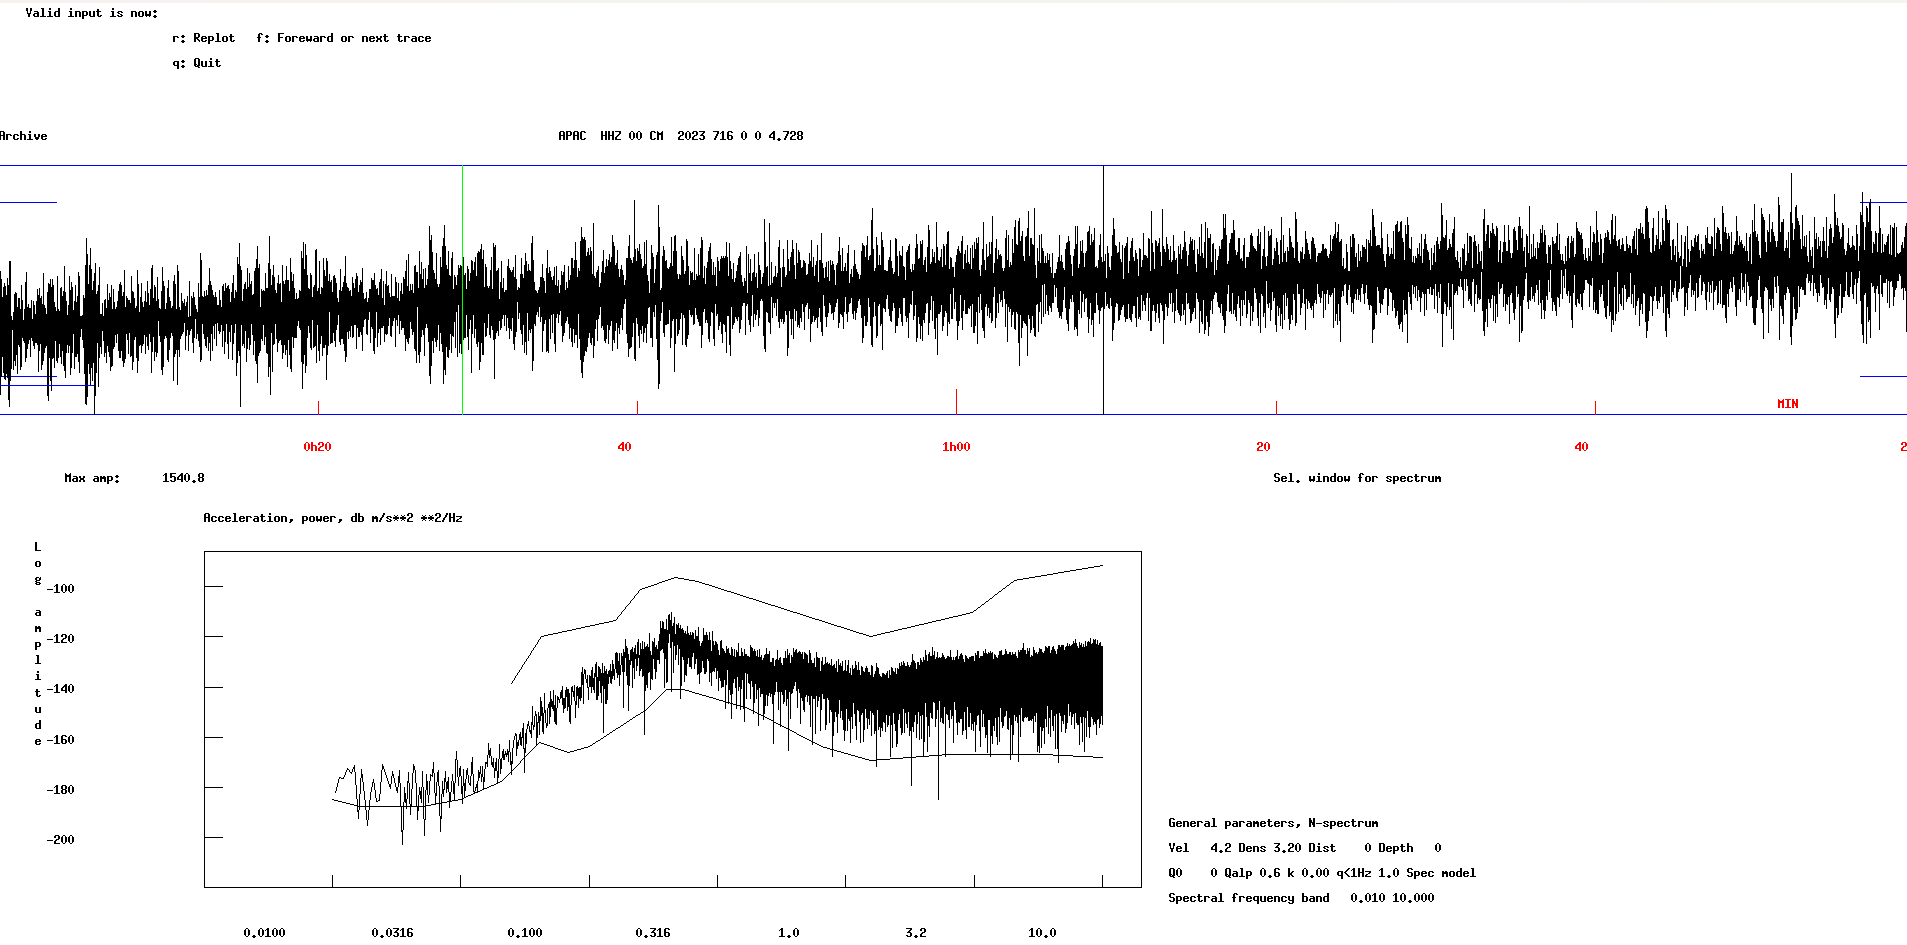 Valid input is now:
r: Replot   f: Foreward or next trace
q: Quit
Archive
APAC  HHZ 00 CM  2023 716 0 0 4.728
MIN
0h20 40 1h00 20 40 2
Max amp:      1540.8
Sel. window for spectrum
Acceleration, power, db m/s**2 **2/Hz
Log amplitude
-100
-120
-140
-160
-180
-200
General parameters, N-spectrum
Vel   4.2 Dens 3.20 Dist    0 Depth   0
Q0    0 Qalp 0.6 k 0.00 q<1Hz 1.0 Spec model
Spectral frequency band   0.010 10.000
0.0100 0.0316 0.100 0.316 1.0 3.2 10.0